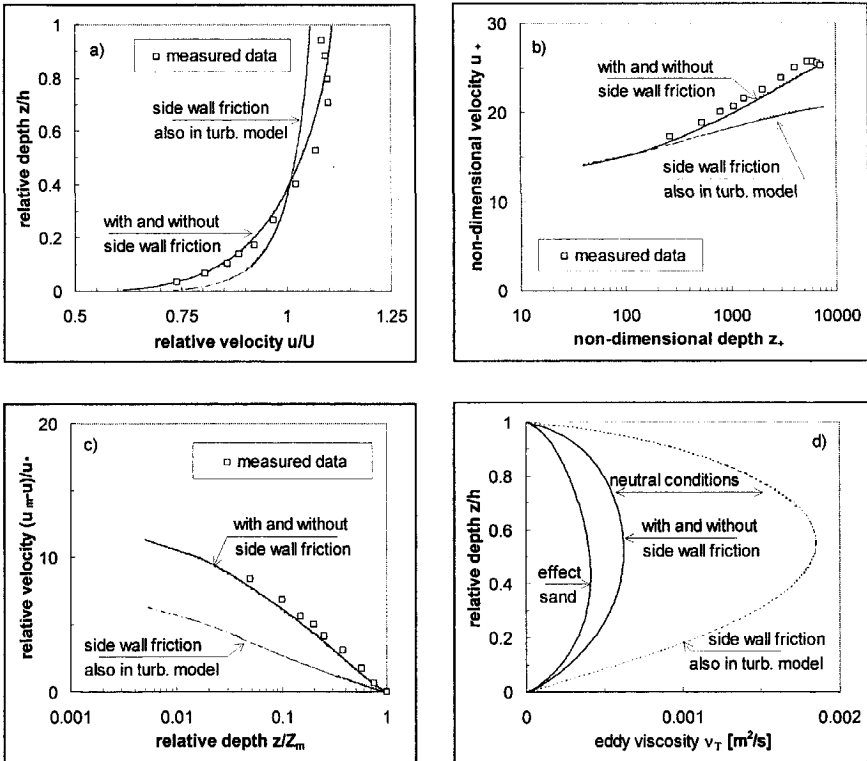 a)
measured data
side wall friction
also in turb. model
with and without
side wall friction
relative depth z/h
1
0.8
0.6
0.4
0.2
0
0.5
0.75
1
1.25
relative velocity u/U
b)
with and without
side wall friction
side wall friction
also in turb. model
measured data
non-dimensional velocity u+
30
20
10
0
10
100
1000
10000
non-dimensional depth z+
c)
measured data
with and without
side wall friction
side wall friction
also in turb. model
relative velocity (um-u)/u*
20
10
0
0.001
0.01
0.1
1
relative depth z/Zm
d)
neutral conditions
with and without
side wall friction
effect
sand
side wall friction
also in turb. model
relative depth z/h
1
0.8
0.6
0.4
0.2
0
0
0.001
0.002
eddy viscosity νT [m²/s]